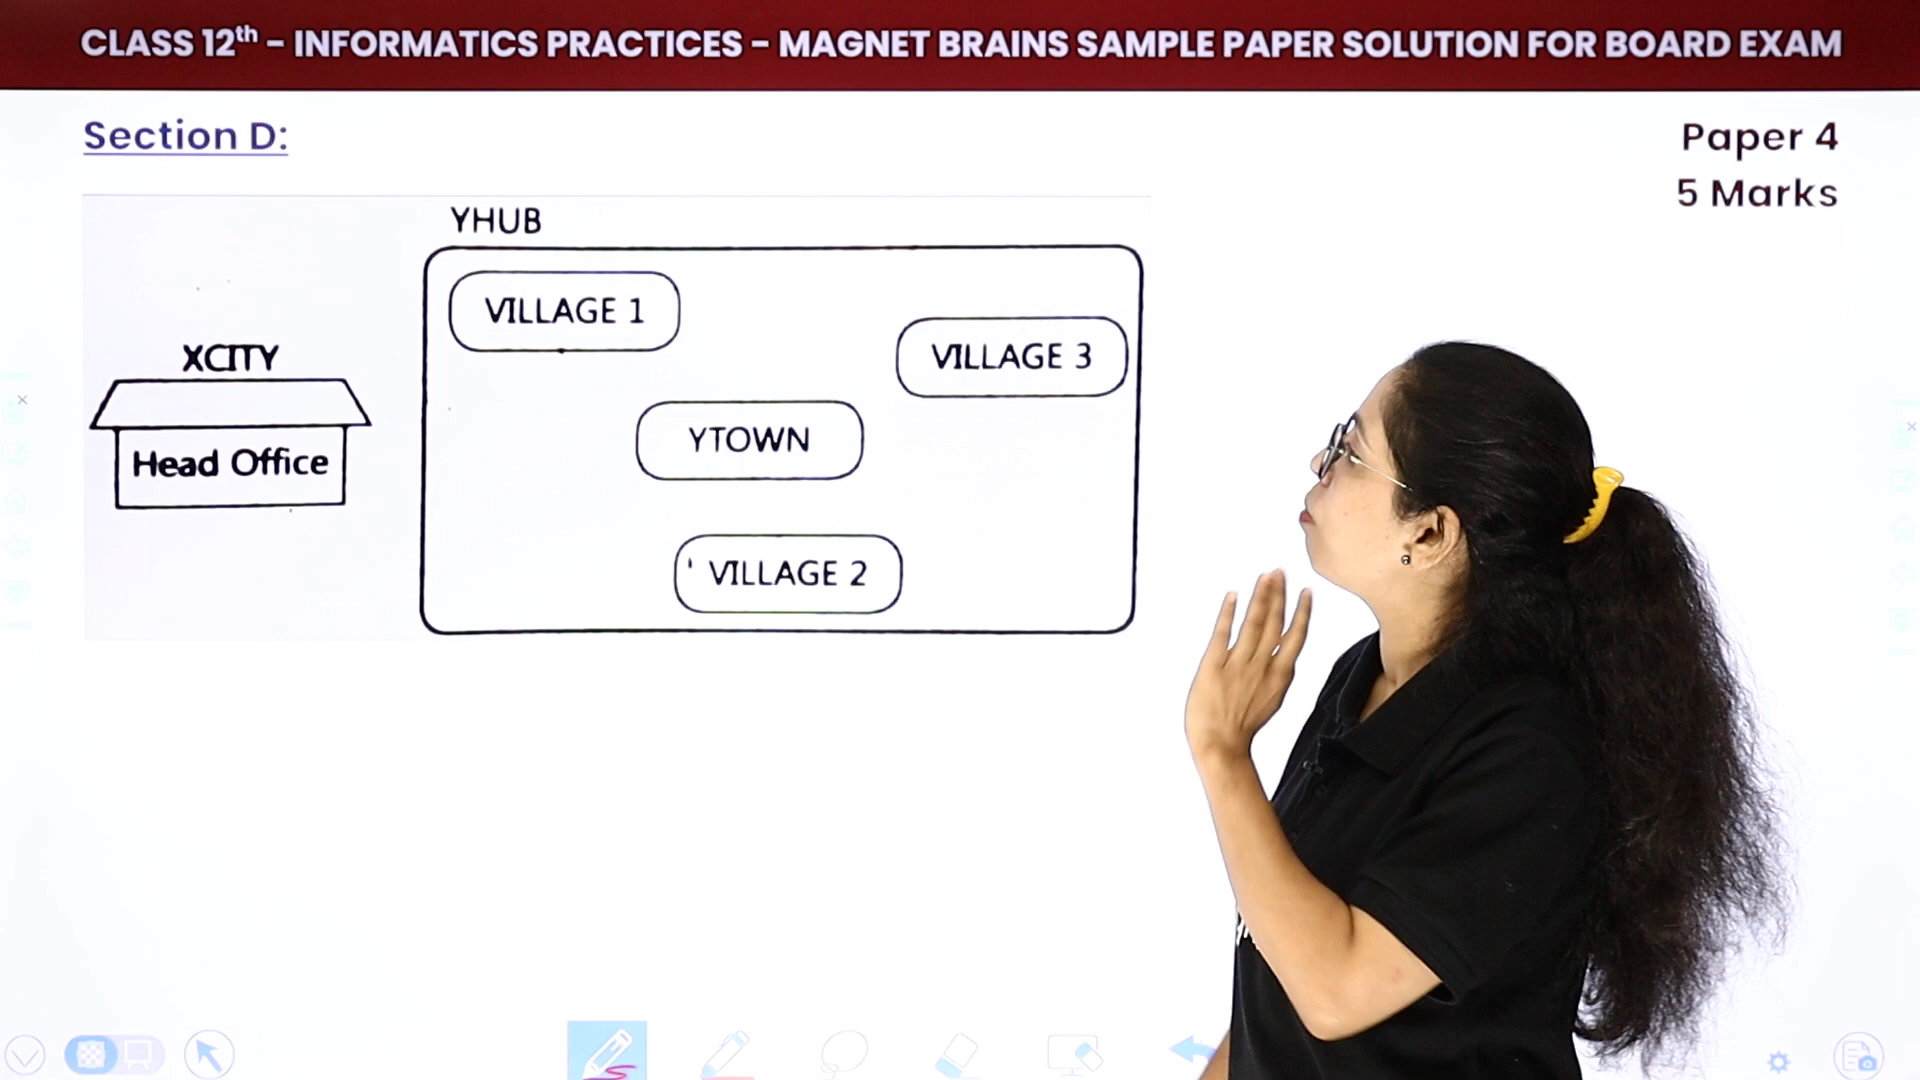 CLASS 12th – INFORMATICS PRACTICES – MAGNET BRAINS SAMPLE PAPER SOLUTION FOR BOARD EXAM
Section D:
Paper 4
5 Marks
YHUB
VILLAGE 1
VILLAGE 3
XCITY
YTOWN
Head Office
VILLAGE 2